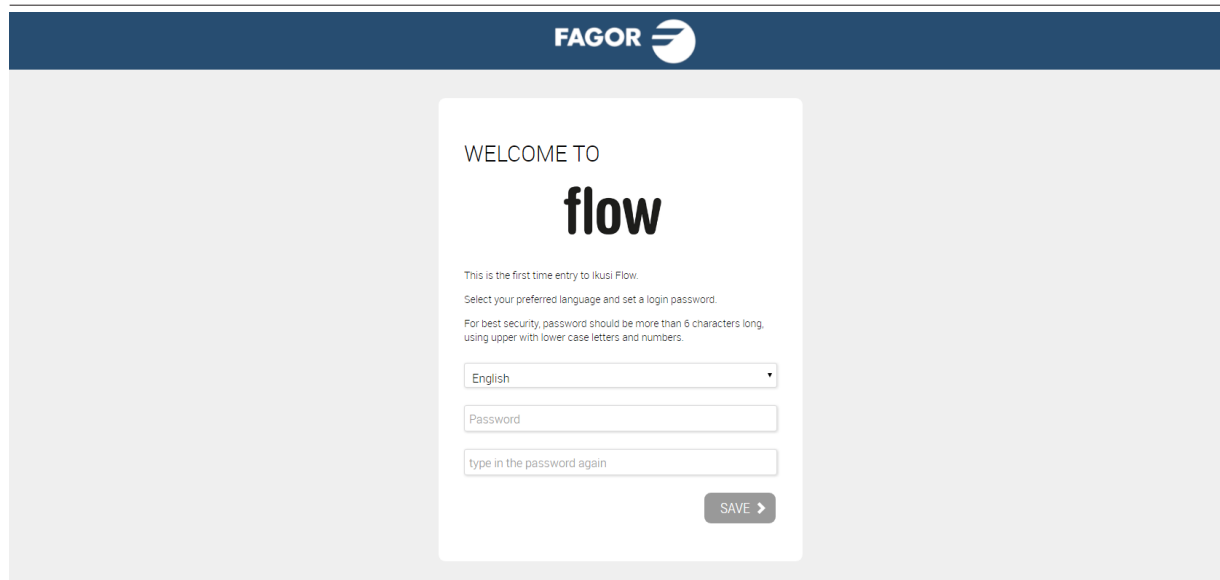 FAGOR
WELCOME TO
flow
This is the first time entry to Ikusi Flow.
Select your preferred language and set a login password.
For best security, password should be more than 6 characters long,
using upper with lower case letters and numbers.
English
Password
type in the password again
SAVE